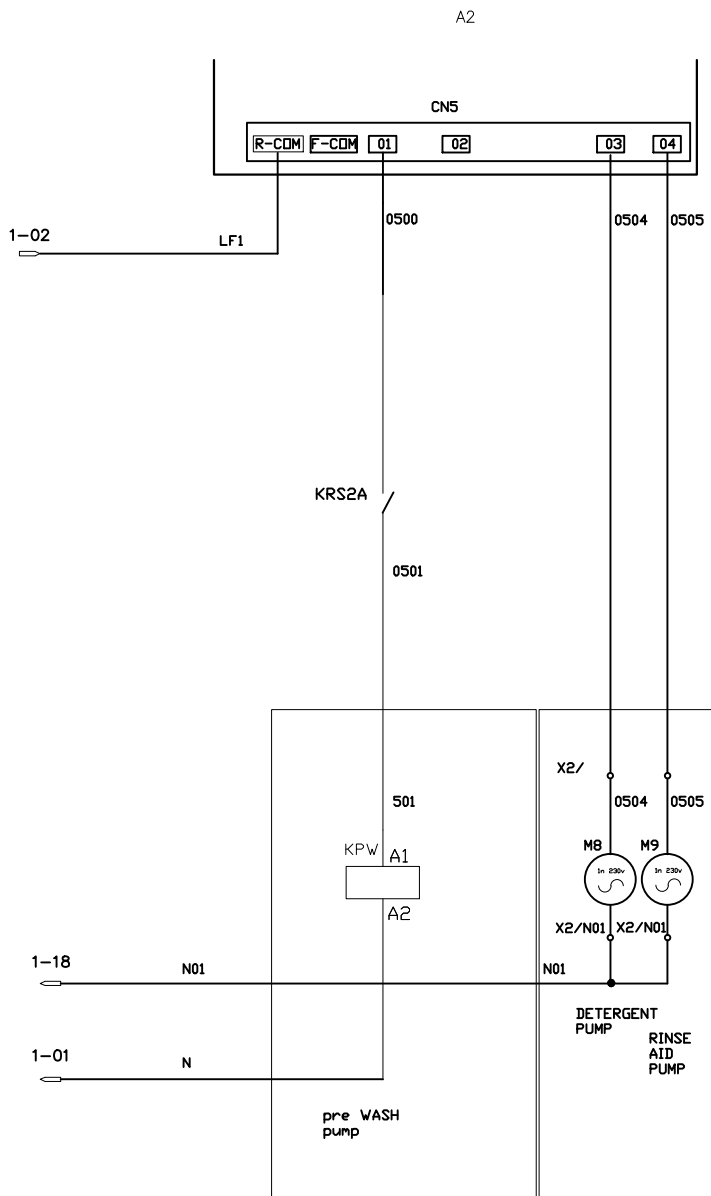 A2
CN5
R-COM F-COM 01 02 03 04
0500 0504 0505
1-02
LF1
KRS2A
0501
X2/
501 0504 0505
KPW A1
M8 M9
1n 230v 1n 230v
A2
X2/N01 X2/N01
1-18
N01 N01
DETERGENT
PUMP
RINSE
AID
PUMP
1-01
N
pre WASH
pump